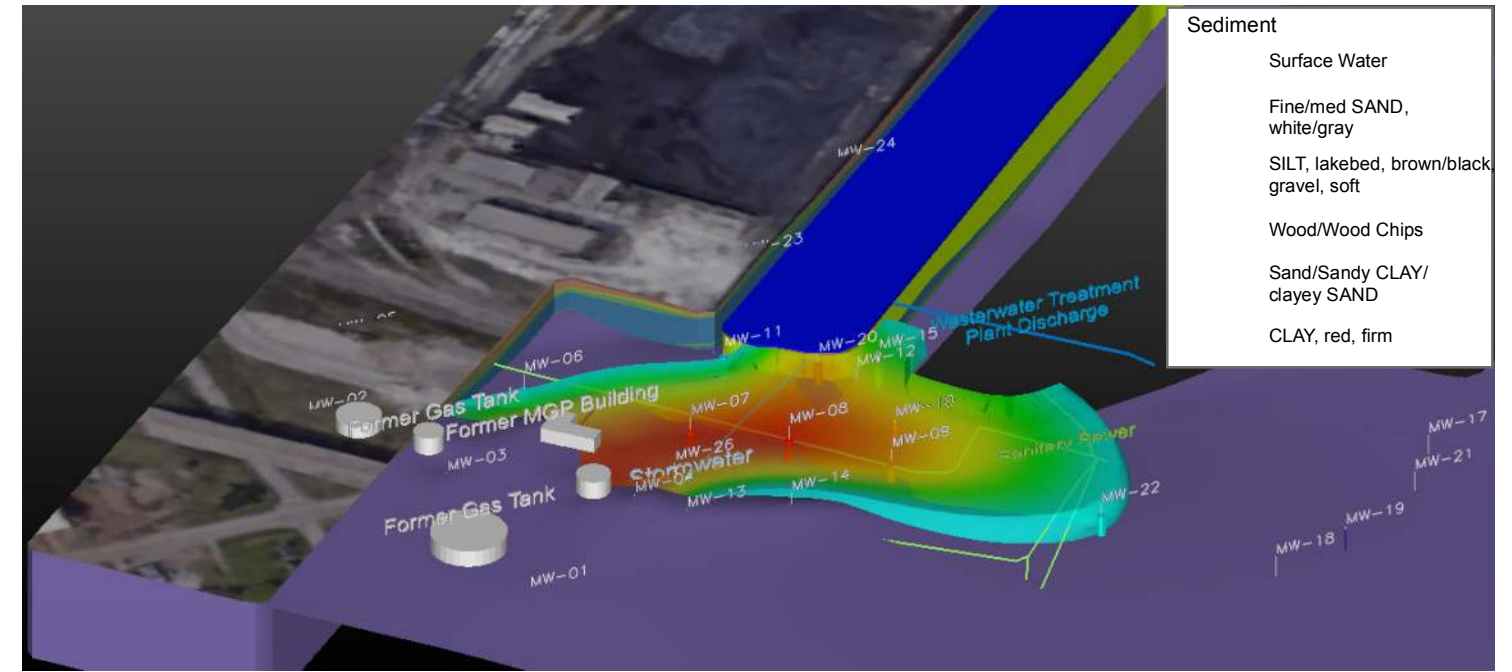 Sediment
Surface Water
Fine/med SAND,
white/gray
SILT, lakebed, brown/black,
gravel, soft
Wood/Wood Chips
Sand/Sandy CLAY/
clayey SAND
CLAY, red, firm
MW-24
Wasterwater Treatment
Plant Discharge
MW-11
MW-20
MW-15
MW-12
MW-06
MW-02
Former Gas Tank
Former MGP Building
MW-07
MW-08
MW-09
MW-03
MW-26
Stormwater
MW-04
MW-13
MW-14
Sanitary Sewer
MW-17
MW-21
MW-22
MW-19
MW-18
Former Gas Tank
MW-01